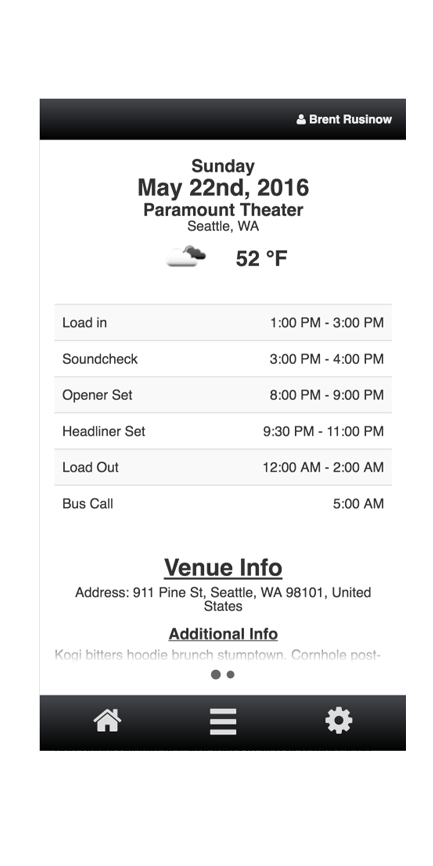 Brent Rusinow
Sunday
May 22nd, 2016
Paramount Theater
Seattle, WA
52 °F
Load in 1:00 PM - 3:00 PM
Soundcheck 3:00 PM - 4:00 PM
Opener Set 8:00 PM - 9:00 PM
Headliner Set 9:30 PM - 11:00 PM
Load Out 12:00 AM - 2:00 AM
Bus Call 5:00 AM
Venue Info
Address: 911 Pine St, Seattle, WA 98101, United
States
Additional Info
Kogi bitters hoodie brunch stumptown. Cornhole post-